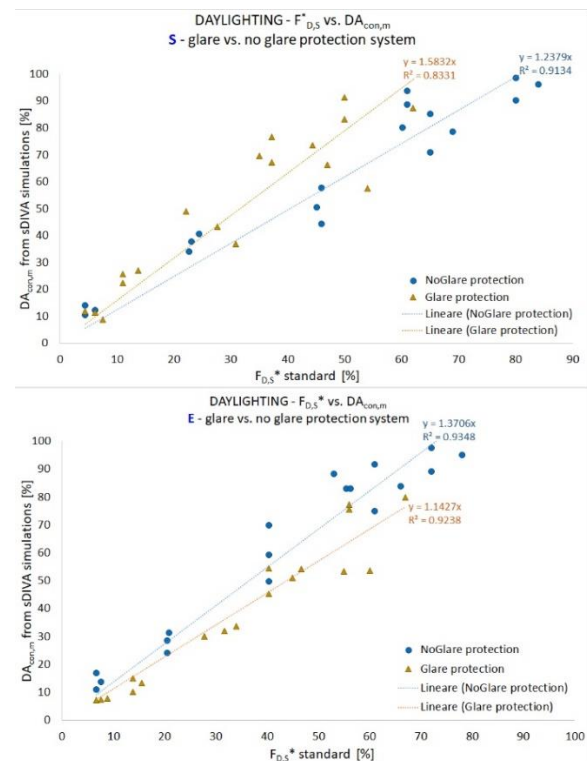 DAYLIGHTING - F*D,S vs. DAcon,m
S - glare vs. no glare protection system
y = 1.5832x
R² = 0.8331
y = 1.2379x
R² = 0.9134
100
90
80
70
60
50
40
30
20
10
0
DAcon,m from sDIVA simulations [%]
NoGlare protection
Glare protection
Lineare (NoGlare protection)
Lineare (Glare protection)
0 10 20 30 40 50 60 70 80 90
FD,S* standard [%]
DAYLIGHTING - FD,S* vs. DAcon,m
E - glare vs. no glare protection system
y = 1.3706x
R² = 0.9348
y = 1.1427x
R² = 0.9238
100
90
80
70
60
50
40
30
20
10
0
DAcon,m from sDIVA simulations [%]
NoGlare protection
Glare protection
Lineare (NoGlare protection)
Lineare (Glare protection)
0 10 20 30 40 50 60 70 80 90 100
FD,S* standard [%]